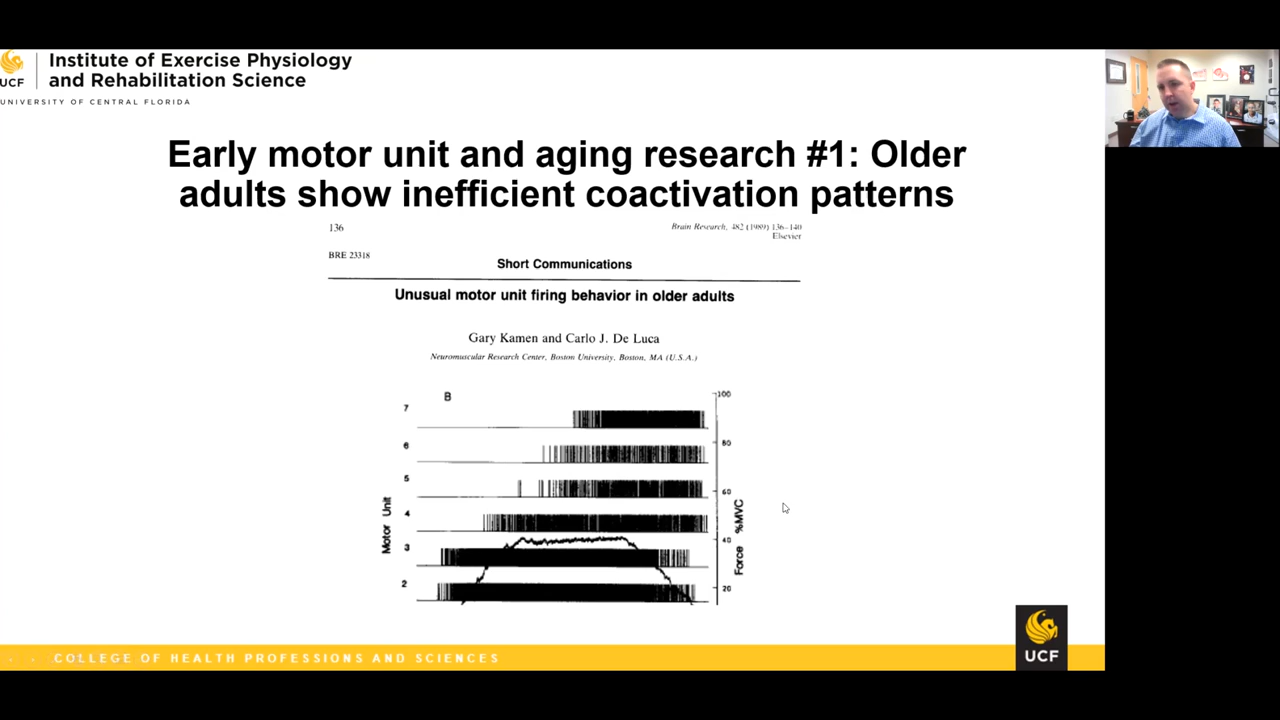 UCF
Institute of Exercise Physiology
and Rehabilitation Science
UNIVERSITY OF CENTRAL FLORIDA
Early motor unit and aging research #1: Older
adults show inefficient coactivation patterns
136
Brain Research, 482 (1989) 136–140
Elsevier
BRE 23318
Short Communications
Unusual motor unit firing behavior in older adults
Gary Kamen and Carlo J. De Luca
Neuromuscular Research Center, Boston University, Boston, MA (U.S.A.)
B
7
6
5
4
3
2
Motor Unit
100
80
60
40
20
Force %MVC
UCF
COLLEGE OF HEALTH PROFESSIONS AND SCIENCES